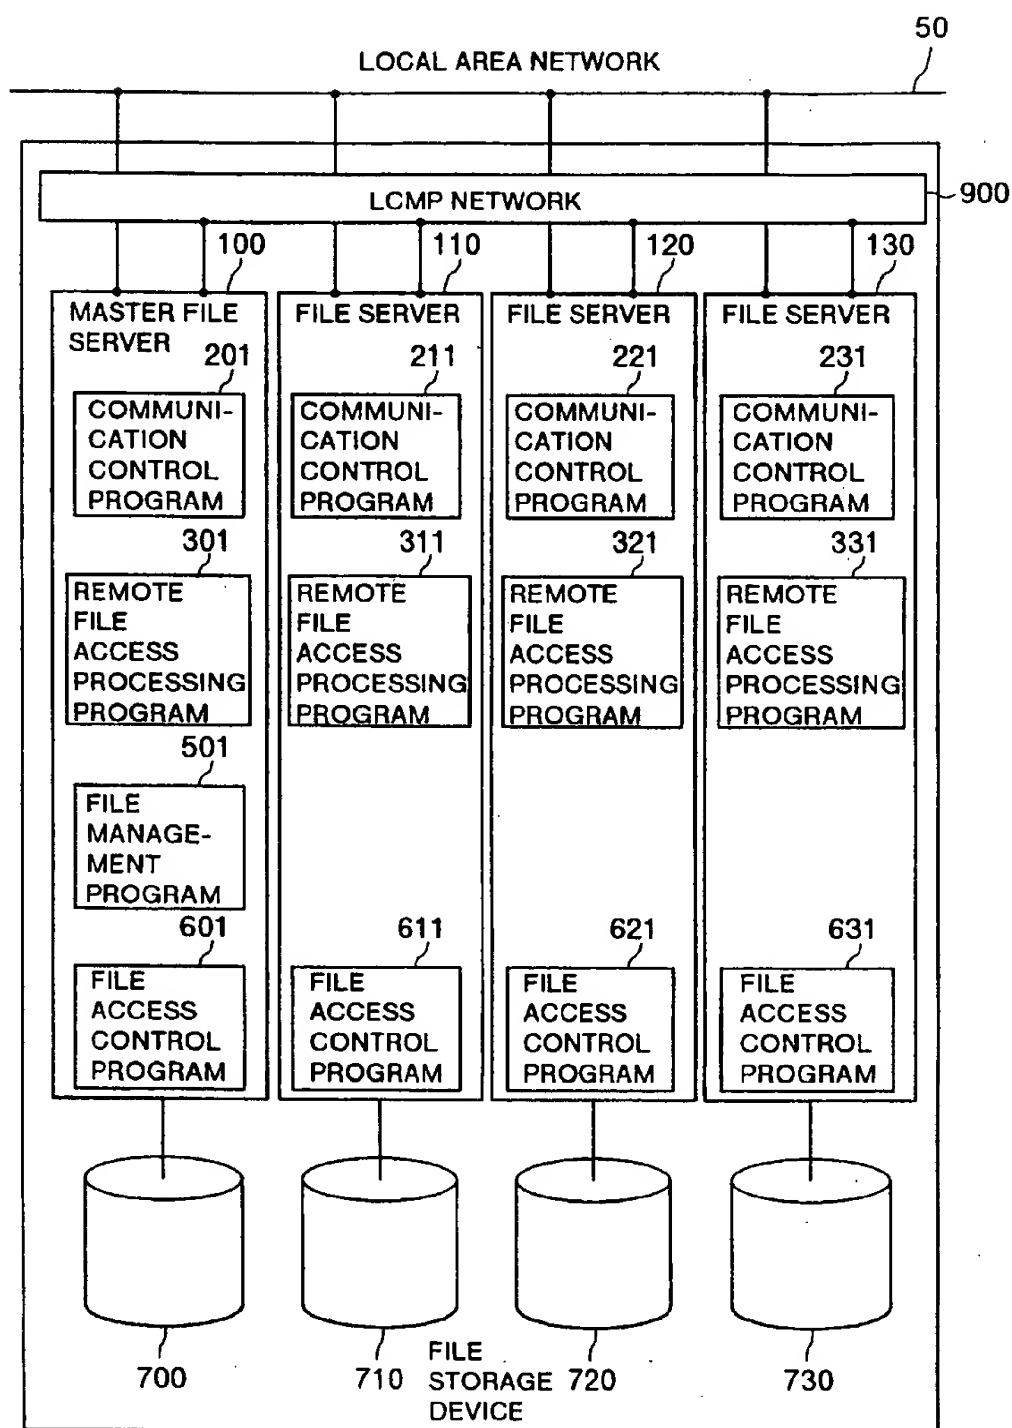 50
LOCAL AREA NETWORK
LCMP NETWORK
900
100
110
120
130
MASTER FILE
SERVER
FILE SERVER
FILE SERVER
FILE SERVER
201
211
221
231
COMMUNI-
CATION
CONTROL
PROGRAM
COMMUNI-
CATION
CONTROL
PROGRAM
COMMUNI-
CATION
CONTROL
PROGRAM
COMMUNI-
CATION
CONTROL
PROGRAM
301
311
321
331
REMOTE
FILE
ACCESS
PROCESSING
PROGRAM
REMOTE
FILE
ACCESS
PROCESSING
PROGRAM
REMOTE
FILE
ACCESS
PROCESSING
PROGRAM
REMOTE
FILE
ACCESS
PROCESSING
PROGRAM
501
FILE
MANAGE-
MENT
PROGRAM
601
611
621
631
FILE
ACCESS
CONTROL
PROGRAM
FILE
ACCESS
CONTROL
PROGRAM
FILE
ACCESS
CONTROL
PROGRAM
FILE
ACCESS
CONTROL
PROGRAM
700
710
FILE
STORAGE
DEVICE
720
730